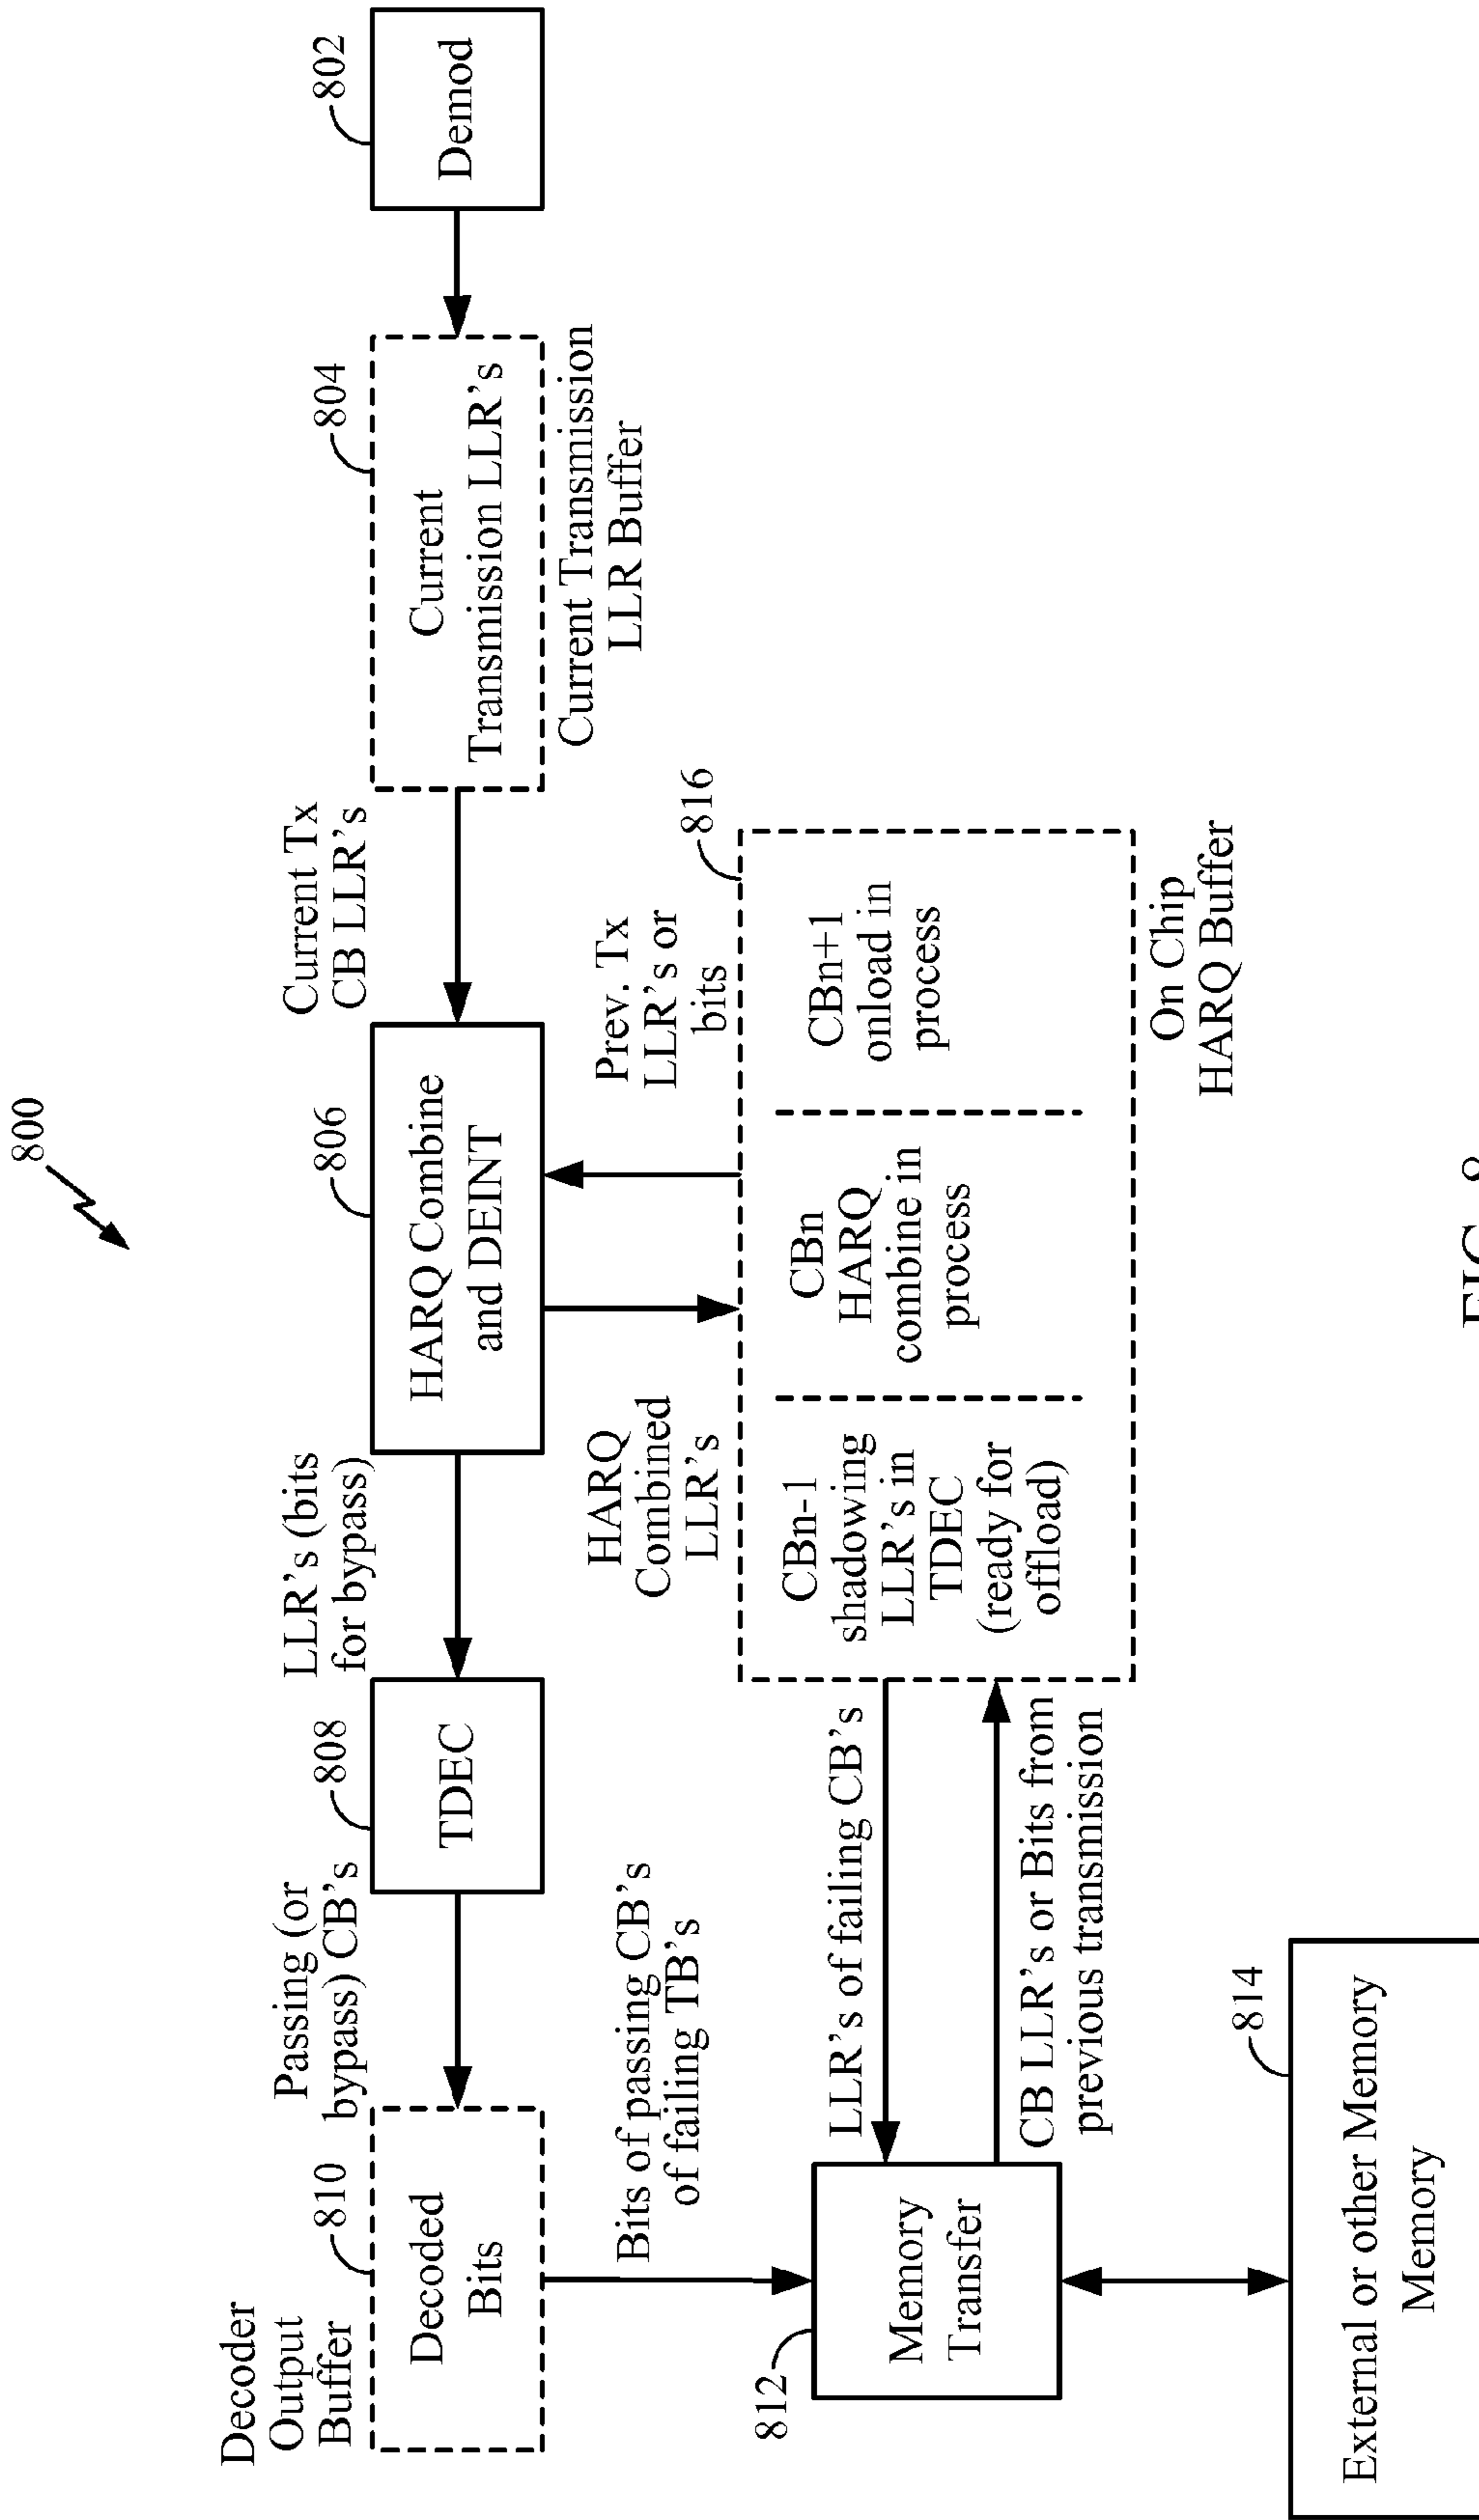 800
Decoder
Output
Buffer
810
Passing (or
bypass) CB's
808
LLR's (bits
for bypass)
806
Current Tx
CB LLR's
804
802
Decoded
Bits
TDEC
HARQ Combine
and DEINT
Current
Transmission LLR's
Demod
Current Transmission
LLR Buffer
Bits of passing CB's
of failing TB's
HARQ
Combined
LLR's
Prev. Tx
LLR's or
bits
816
812
Memory
Transfer
LLR's of failing CB's
CB LLR's or Bits from
previous transmission
CBn-1
shadowing
LLR's in
TDEC
(ready for
offload)
CBn
HARQ
combine in
process
CBn+1
onload in
process
On Chip
HARQ Buffer
814
External or other Memory
Memory
FIG. 8